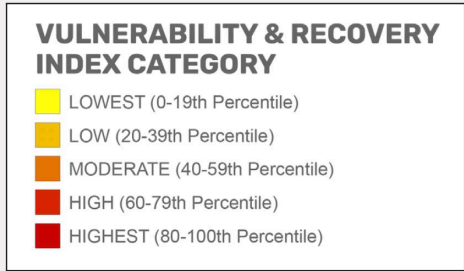 VULNERABILITY & RECOVERY
INDEX CATEGORY
LOWEST (0-19th Percentile)
LOW (20-39th Percentile)
MODERATE (40-59th Percentile)
HIGH (60-79th Percentile)
HIGHEST (80-100th Percentile)